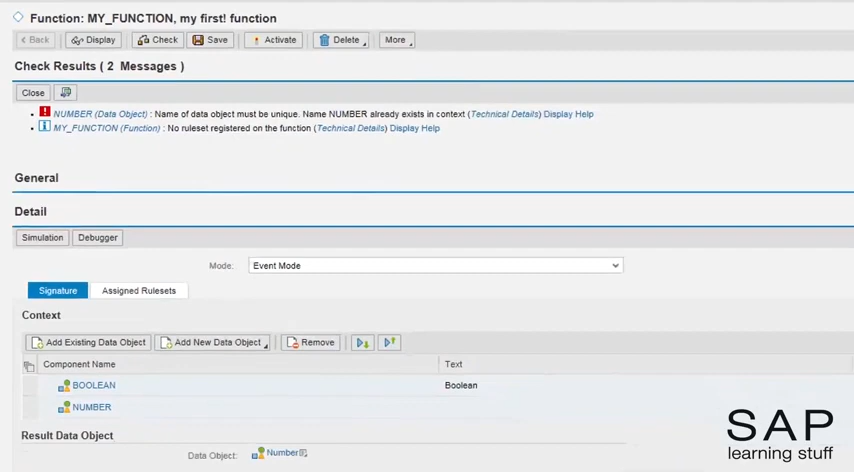 Function: MY_FUNCTION, my first! function
< Back Display Check Save Activate Delete More
Check Results ( 2 Messages )
Close
NUMBER (Data Object) : Name of data object must be unique. Name NUMBER already exists in context (Technical Details) Display Help
MY_FUNCTION (Function) : No ruleset registered on the function (Technical Details) Display Help
General
Detail
Simulation Debugger
Mode: Event Mode
Signature Assigned Rulesets
Context
Add Existing Data Object Add New Data Object Remove
Component Name Text
BOOLEAN Boolean
NUMBER
Result Data Object
Data Object: Number
SAP
learning stuff